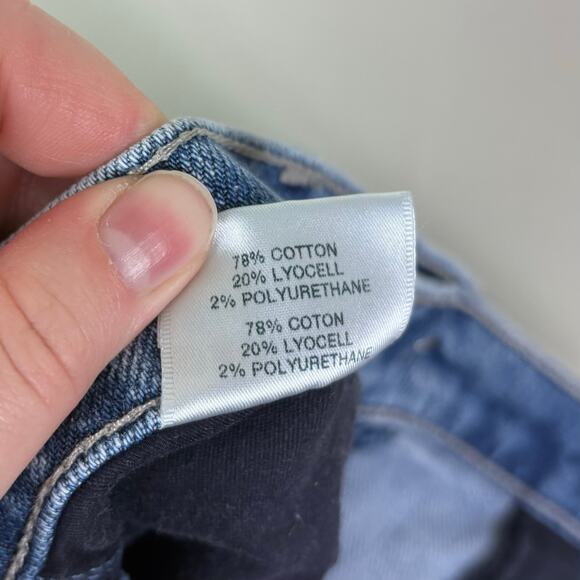 78% COTTON
20% LYOCELL
2% POLYURETHANE
78% COTON
20% LYOCELL
2% POLYURETHANE